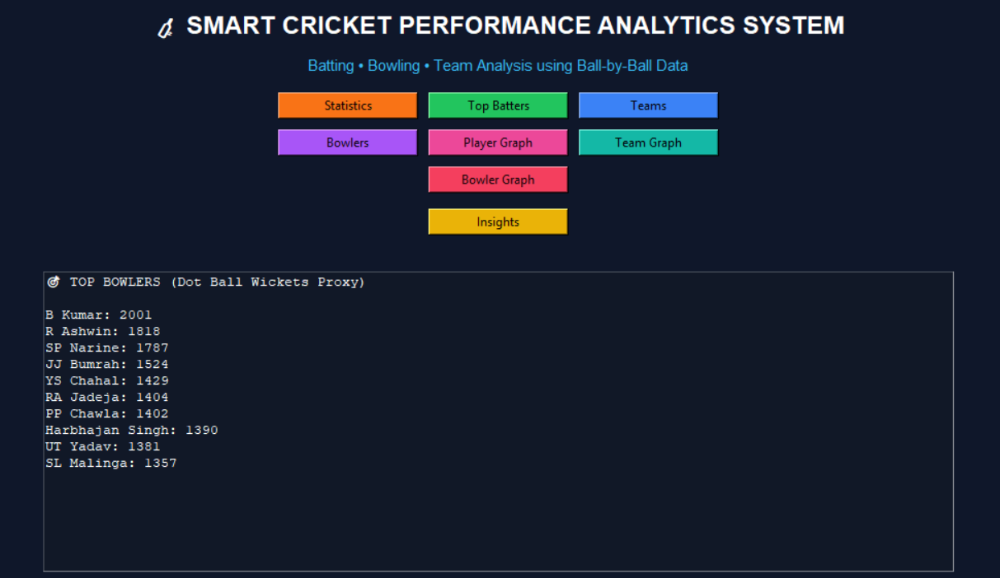 SMART CRICKET PERFORMANCE ANALYTICS SYSTEM
Batting • Bowling • Team Analysis using Ball-by-Ball Data
Statistics Top Batters Teams
Bowlers Player Graph Team Graph
Bowler Graph
Insights
TOP BOWLERS (Dot Ball Wickets Proxy)
B Kumar: 2001
R Ashwin: 1818
SP Narine: 1787
JJ Bumrah: 1524
YS Chahal: 1429
RA Jadeja: 1404
PP Chawla: 1402
Harbhajan Singh: 1390
UT Yadav: 1381
SL Malinga: 1357